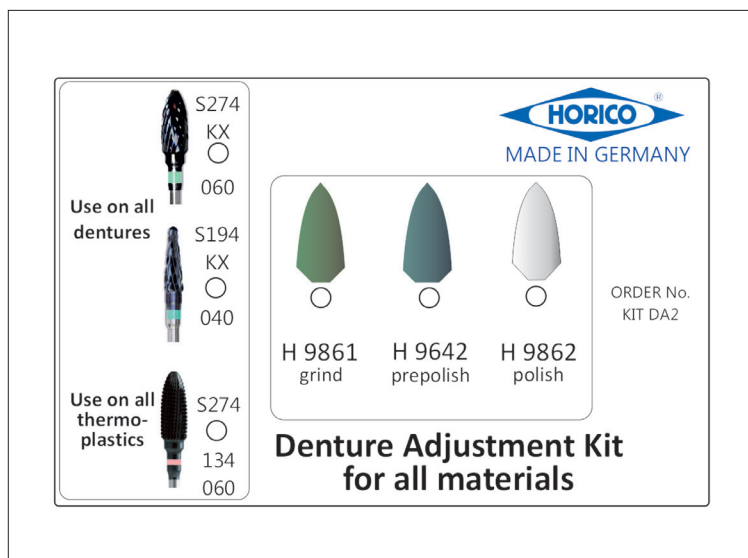 S274
KX
060
Use on all
dentures
S194
KX
040
Use on all
thermo-
plastics
S274
134
060
HORICO®
MADE IN GERMANY
H 9861
grind
H 9642
prepolish
H 9862
polish
ORDER No.
KIT DA2
Denture Adjustment Kit
for all materials